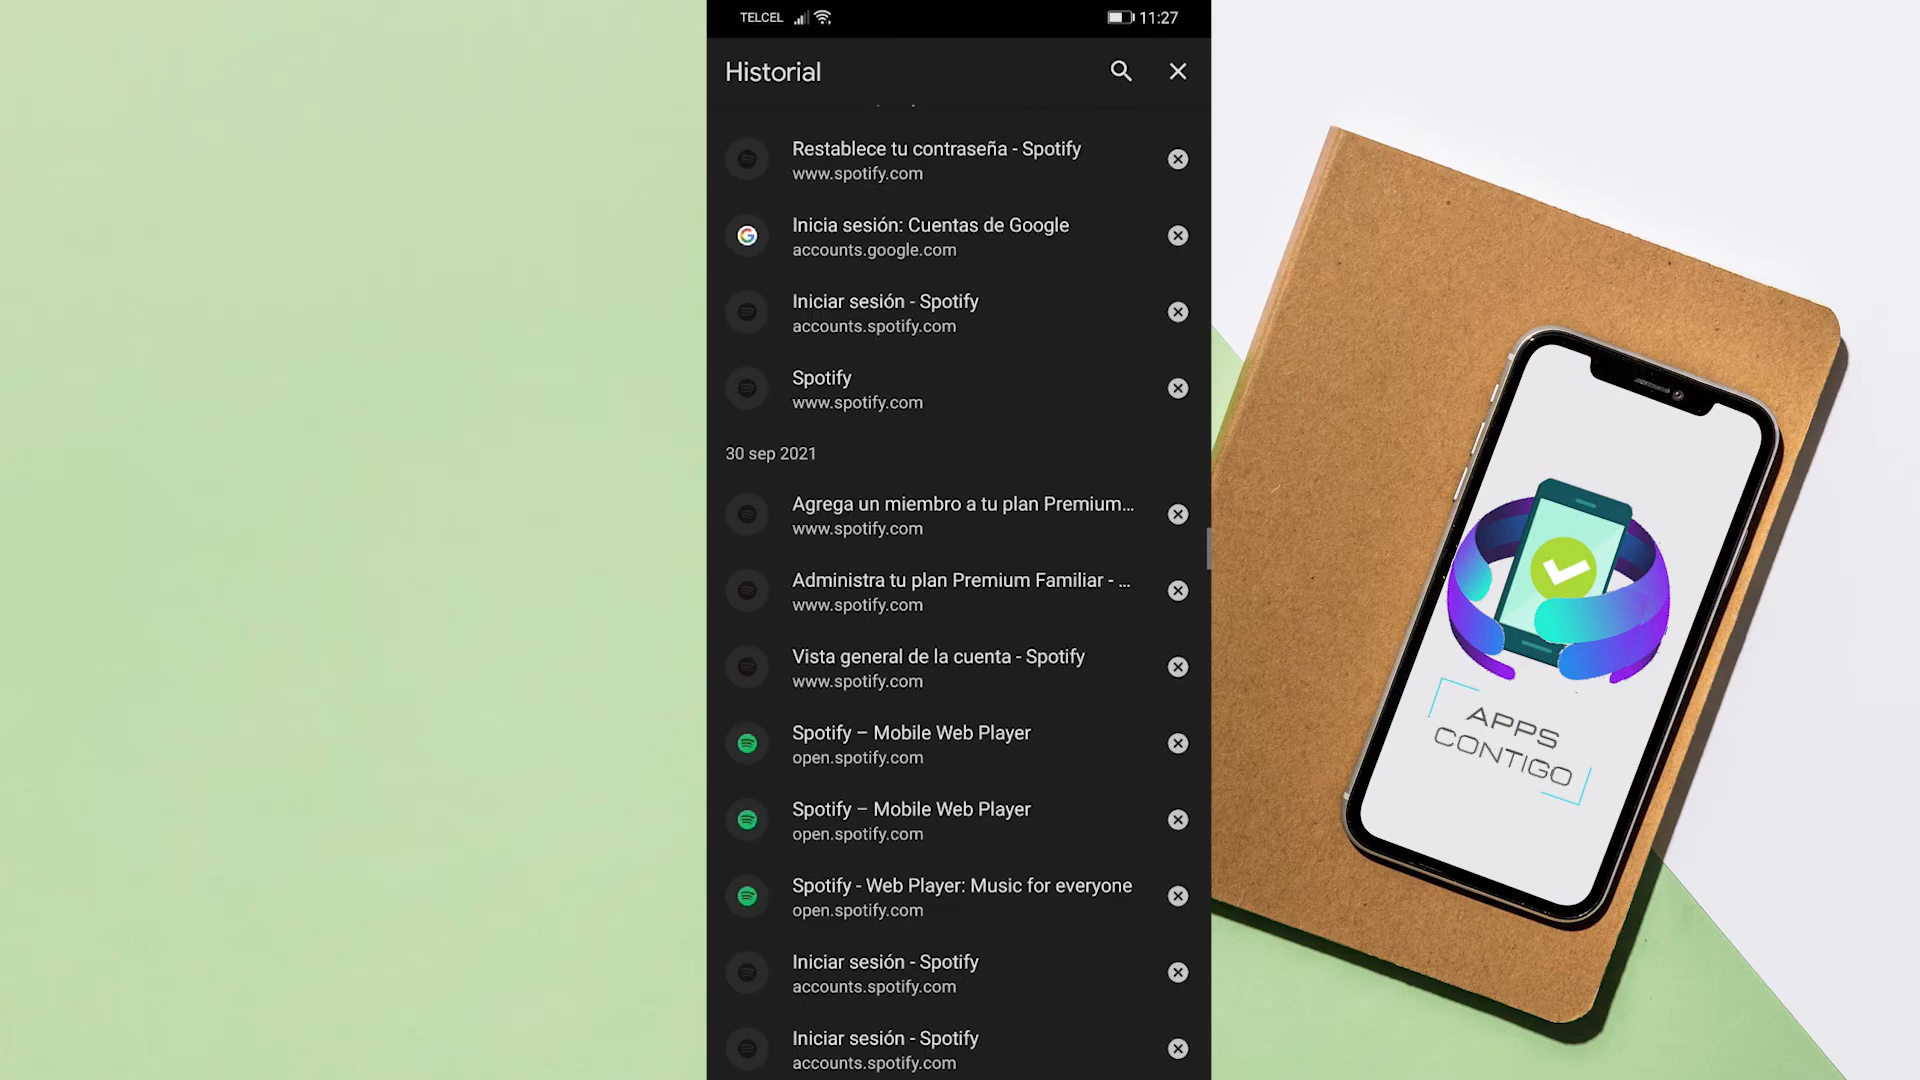 TELCEL
11:27
Historial
Restablece tu contraseña - Spotify
www.spotify.com
Inicia sesión: Cuentas de Google
accounts.google.com
Iniciar sesión - Spotify
accounts.spotify.com
Spotify
www.spotify.com
30 sep 2021
Agrega un miembro a tu plan Premium...
www.spotify.com
Administra tu plan Premium Familiar - ...
www.spotify.com
Vista general de la cuenta - Spotify
www.spotify.com
Spotify – Mobile Web Player
open.spotify.com
Spotify – Mobile Web Player
open.spotify.com
Spotify - Web Player: Music for everyone
open.spotify.com
Iniciar sesión - Spotify
accounts.spotify.com
Iniciar sesión - Spotify
accounts.spotify.com
APPS
CONTIGO